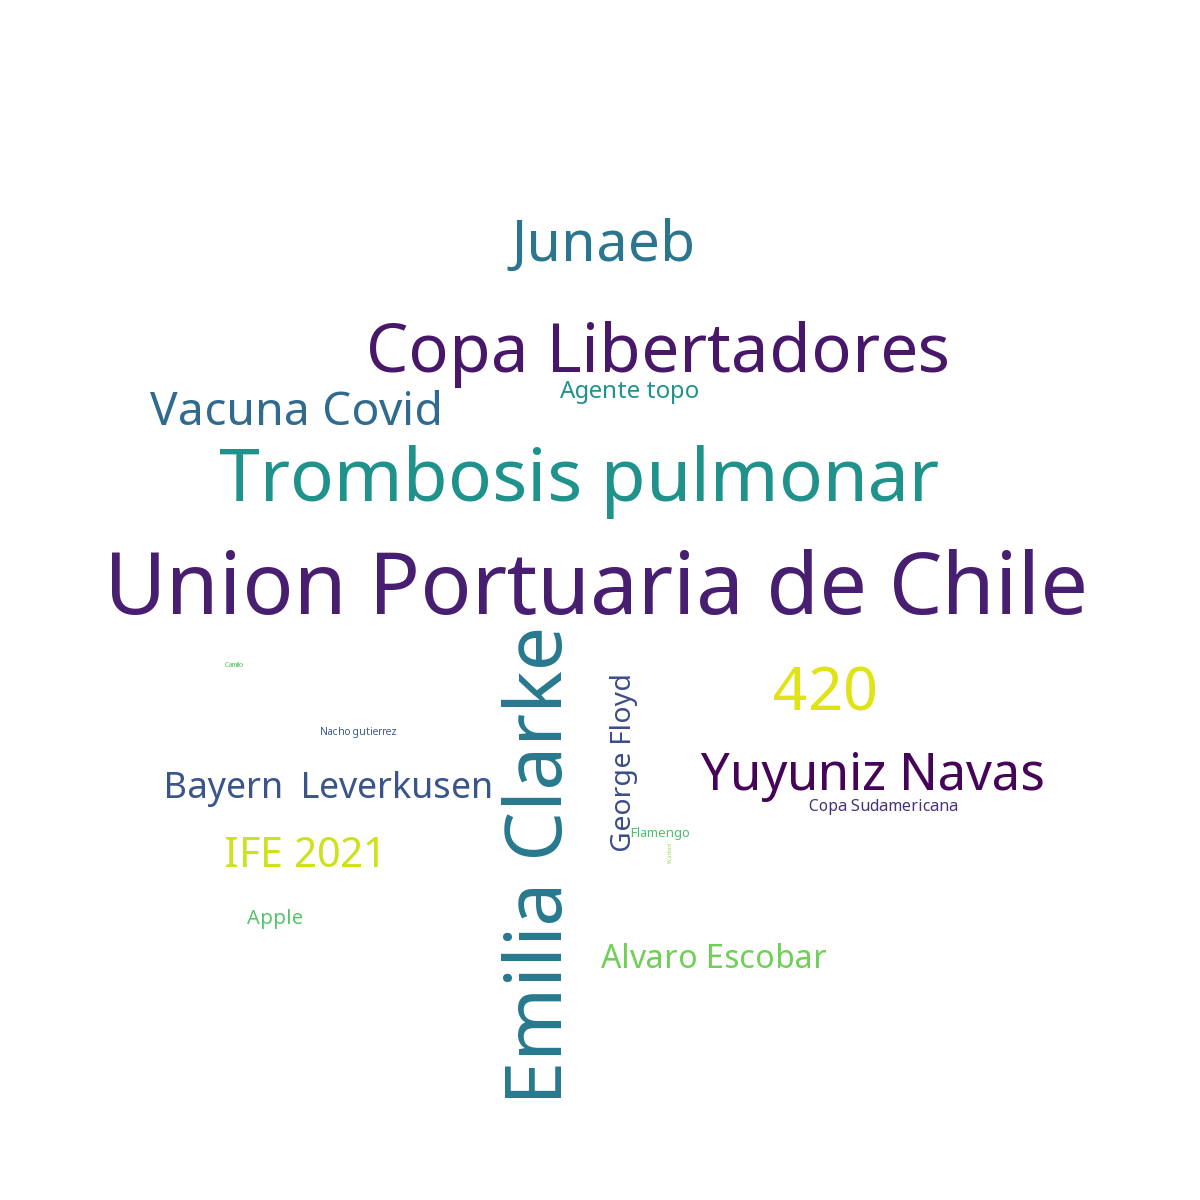 Junaeb
Copa Libertadores
Agente topo
Vacuna Covid
Trombosis pulmonar
Union Portuaria de Chile
Emilia Clarke
Camilo
420
George Floyd
Nacho gutierrez
Yuyuniz Navas
Bayern  Leverkusen
Copa Sudamericana
Flamengo
IFE 2021
Apple
Alvaro Escobar